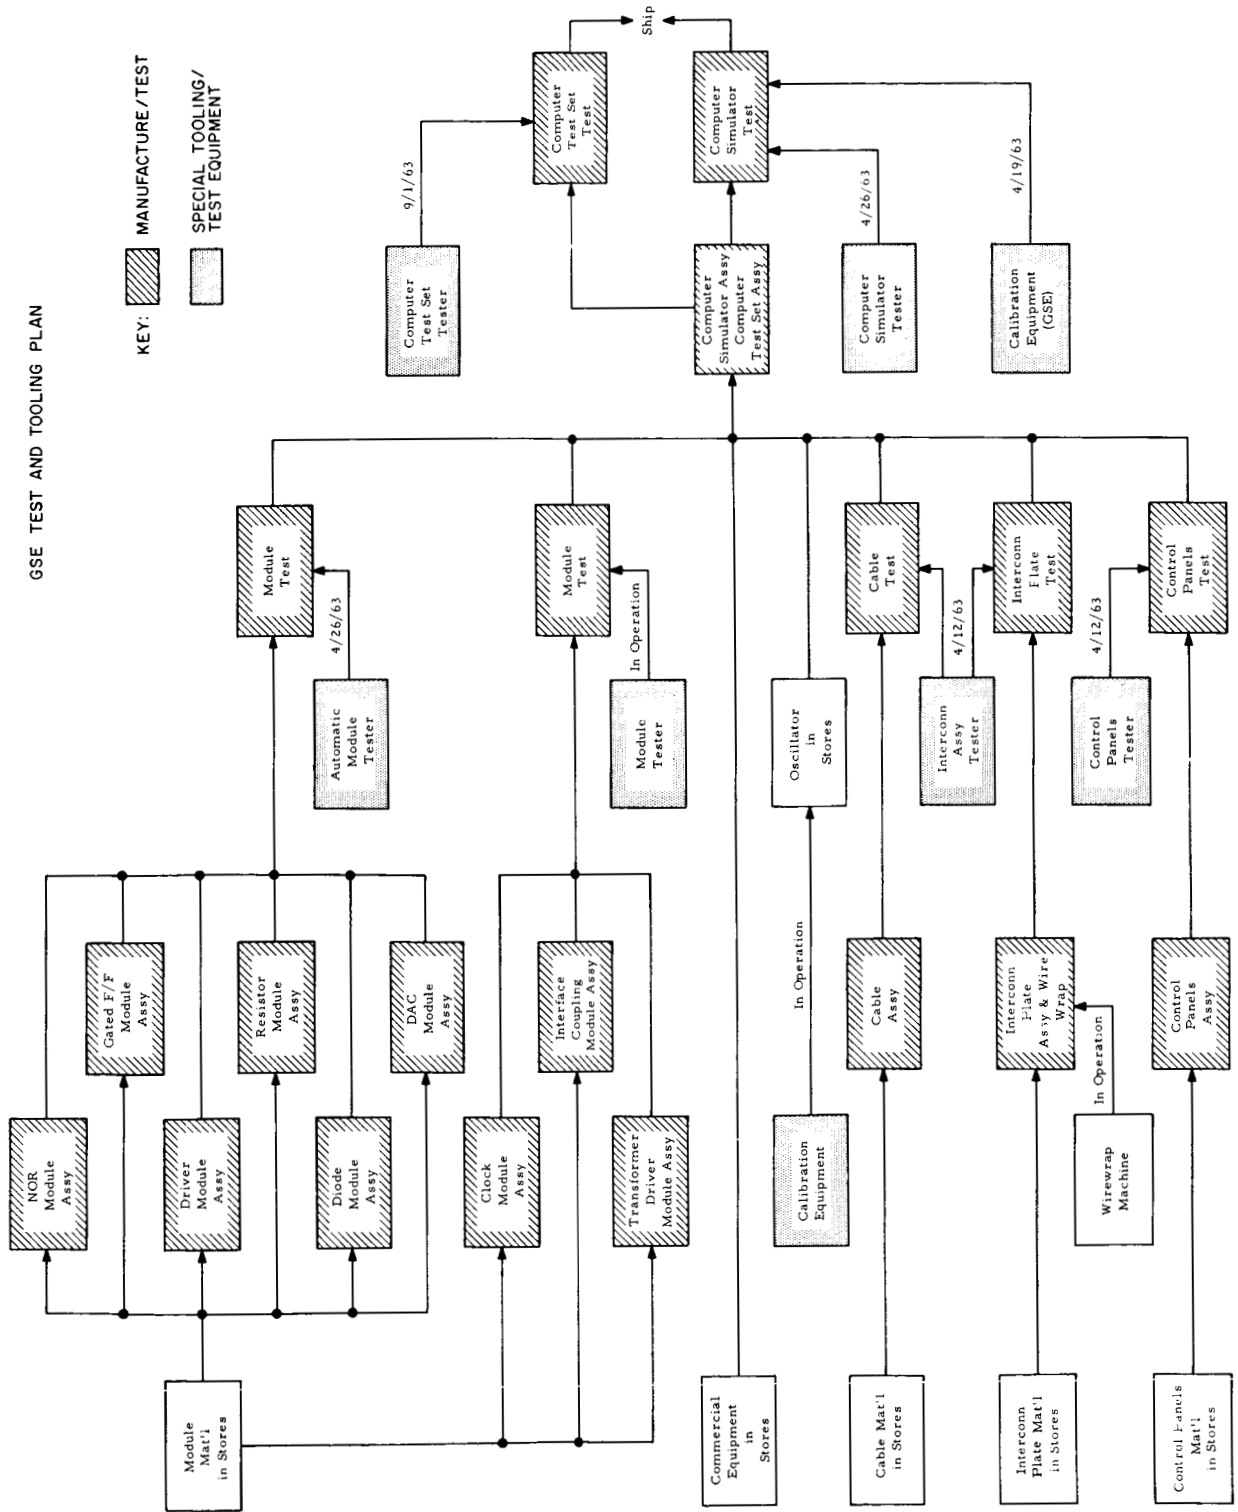 GSE TEST AND TOOLING PLAN
KEY:
MANUFACTURE/TEST
SPECIAL TOOLING/
TEST EQUIPMENT
Module
Mat'l
in Stores
NOR
Module
Assy
Gated F/F
Module
Assy
Driver
Module
Assy
Resistor
Module
Assy
Diode
Module
Assy
DAC
Module
Assy
Automatic
Module
Tester
4/26/63
Module
Test
Clock
Module
Assy
Interface
Coupling
Module Assy
Transformer
Driver
Module Assy
Module
Tester
In Operation
Module
Test
Commercial
Equipment
in
Stores
Calibration
Equipment
In Operation
Oscillator
in
Stores
Cable Mat'l
in Stores
Cable
Assy
Cable
Test
Interconn
Assy
Tester
4/12/63
Interconn
Plate Mat'l
in Stores
Interconn
Plate
Assy & Wire
Wrap
Wirewrap
Machine
In Operation
Interconn
Plate
Test
Control Panels
Mat'l
in Stores
Control
Panels
Assy
Control
Panels
Tester
4/12/63
Control
Panels
Test
Computer
Simulator Assy
Computer
Test Set Assy
Computer
Test Set
Tester
9/1/63
Computer
Test Set
Test
Computer
Simulator
Tester
4/26/63
Calibration
Equipment
(GSE)
4/19/63
Computer
Simulator
Test
Ship